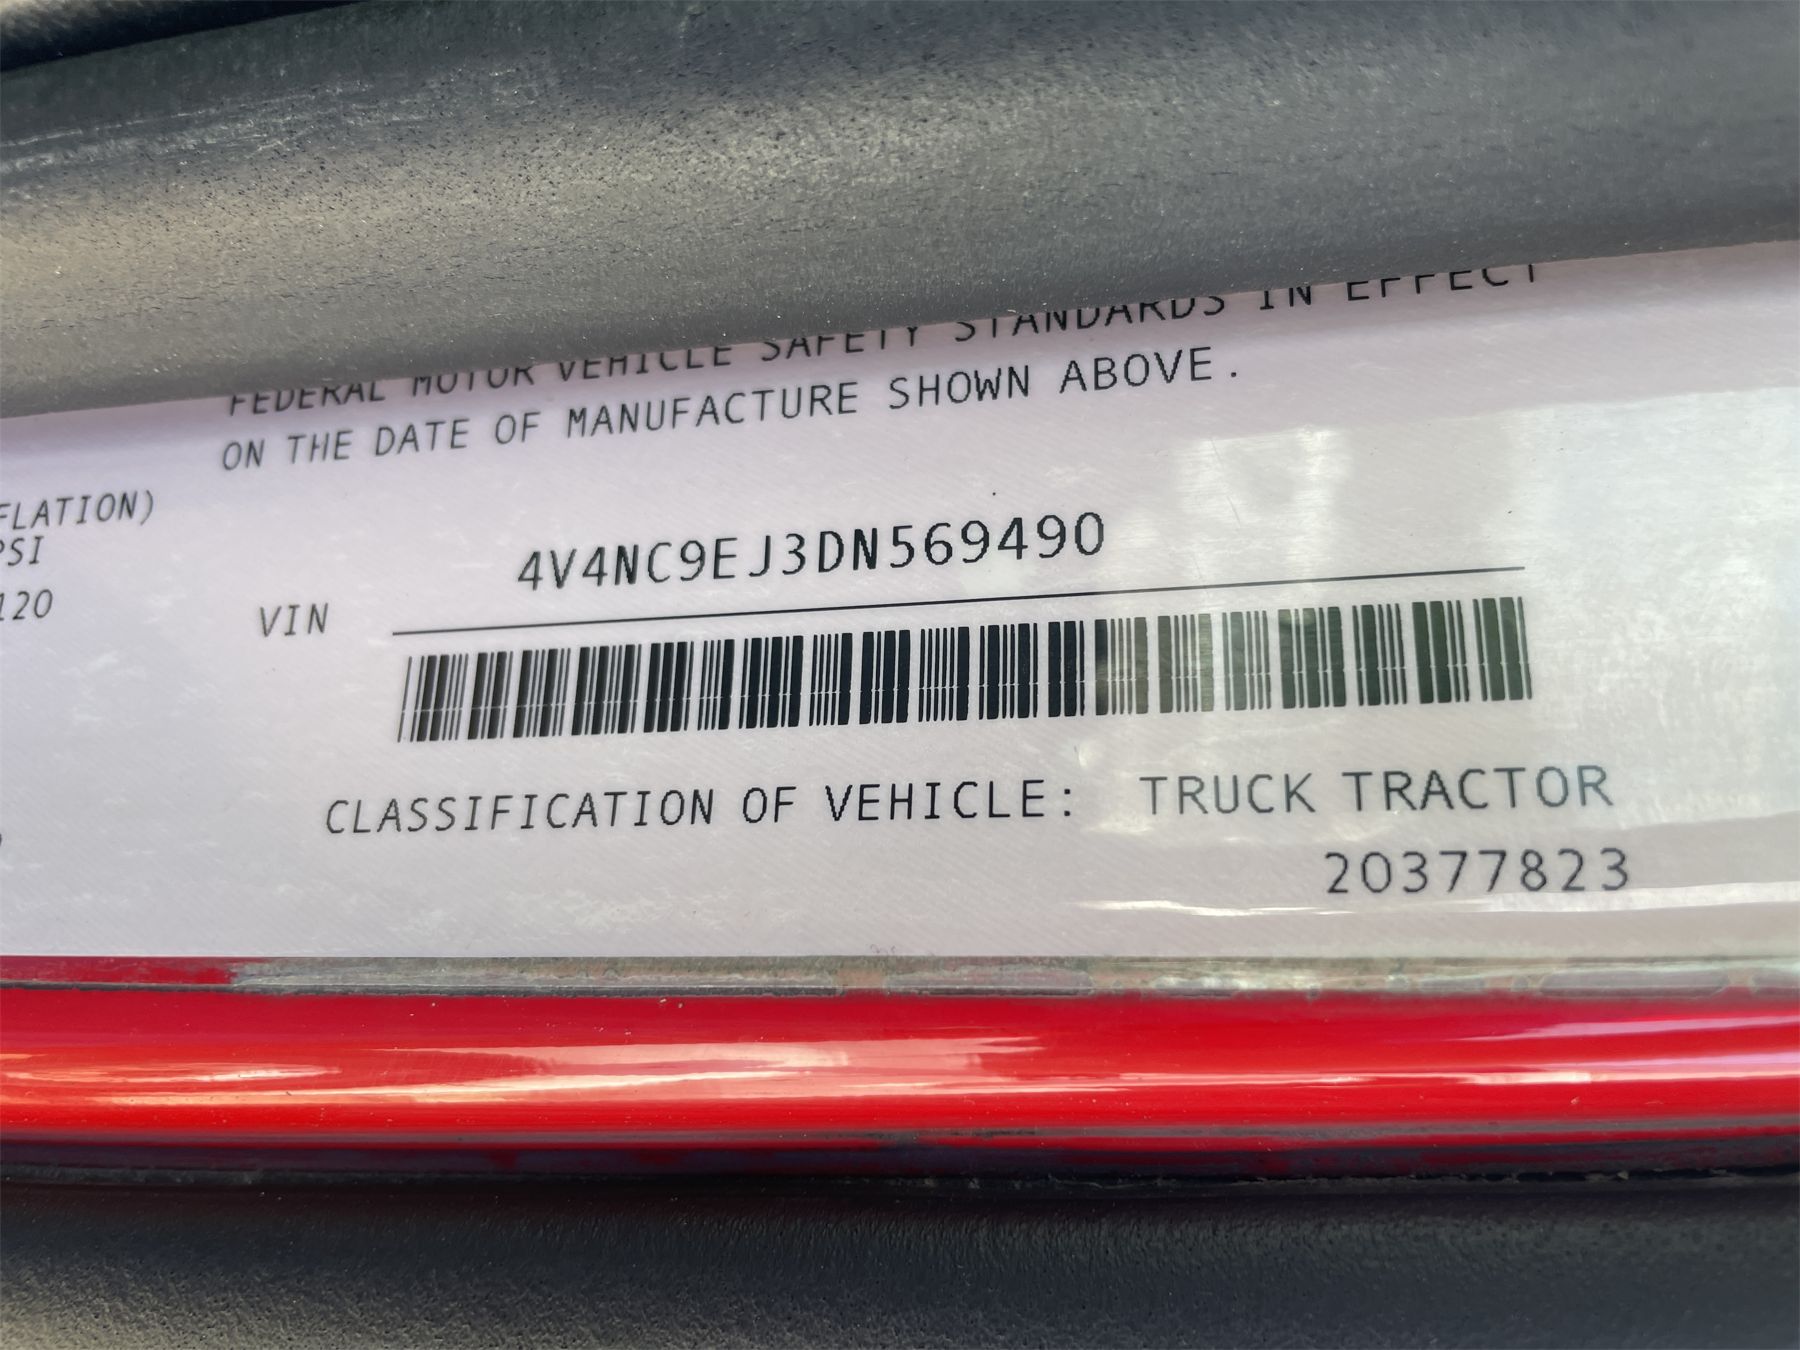 FEDERAL MOTOR VEHICLE SAFETY STANDARDS IN EFFECT
ON THE DATE OF MANUFACTURE SHOWN ABOVE.
FLATION)
PSI
120
4V4NC9EJ3DN569490
VIN
CLASSIFICATION OF VEHICLE: TRUCK TRACTOR
20377823